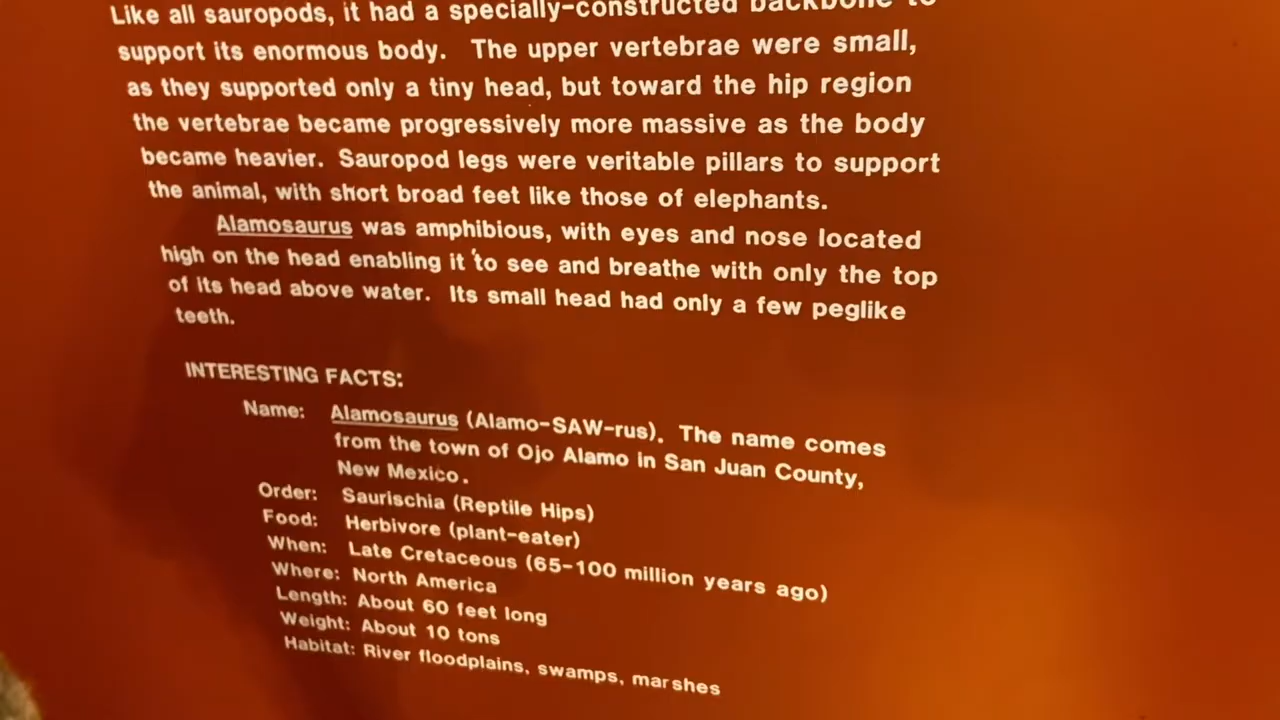 Like all sauropods, it had a specially-constructed backbone to
support its enormous body. The upper vertebrae were small,
as they supported only a tiny head, but toward the hip region
the vertebrae became progressively more massive as the body
became heavier. Sauropod legs were veritable pillars to support
the animal, with short broad feet like those of elephants.
Alamosaurus was amphibious, with eyes and nose located
high on the head enabling it to see and breathe with only the top
of its head above water. Its small head had only a few peglike
teeth.
INTERESTING FACTS:
Name: Alamosaurus (Alamo-SAW-rus). The name comes
from the town of Ojo Alamo in San Juan County,
New Mexico.
Order: Saurischia (Reptile Hips)
Food: Herbivore (plant-eater)
When: Late Cretaceous (65-100 million years ago)
Where: North America
Length: About 60 feet long
Weight: About 10 tons
Habitat: River floodplains, swamps, marshes